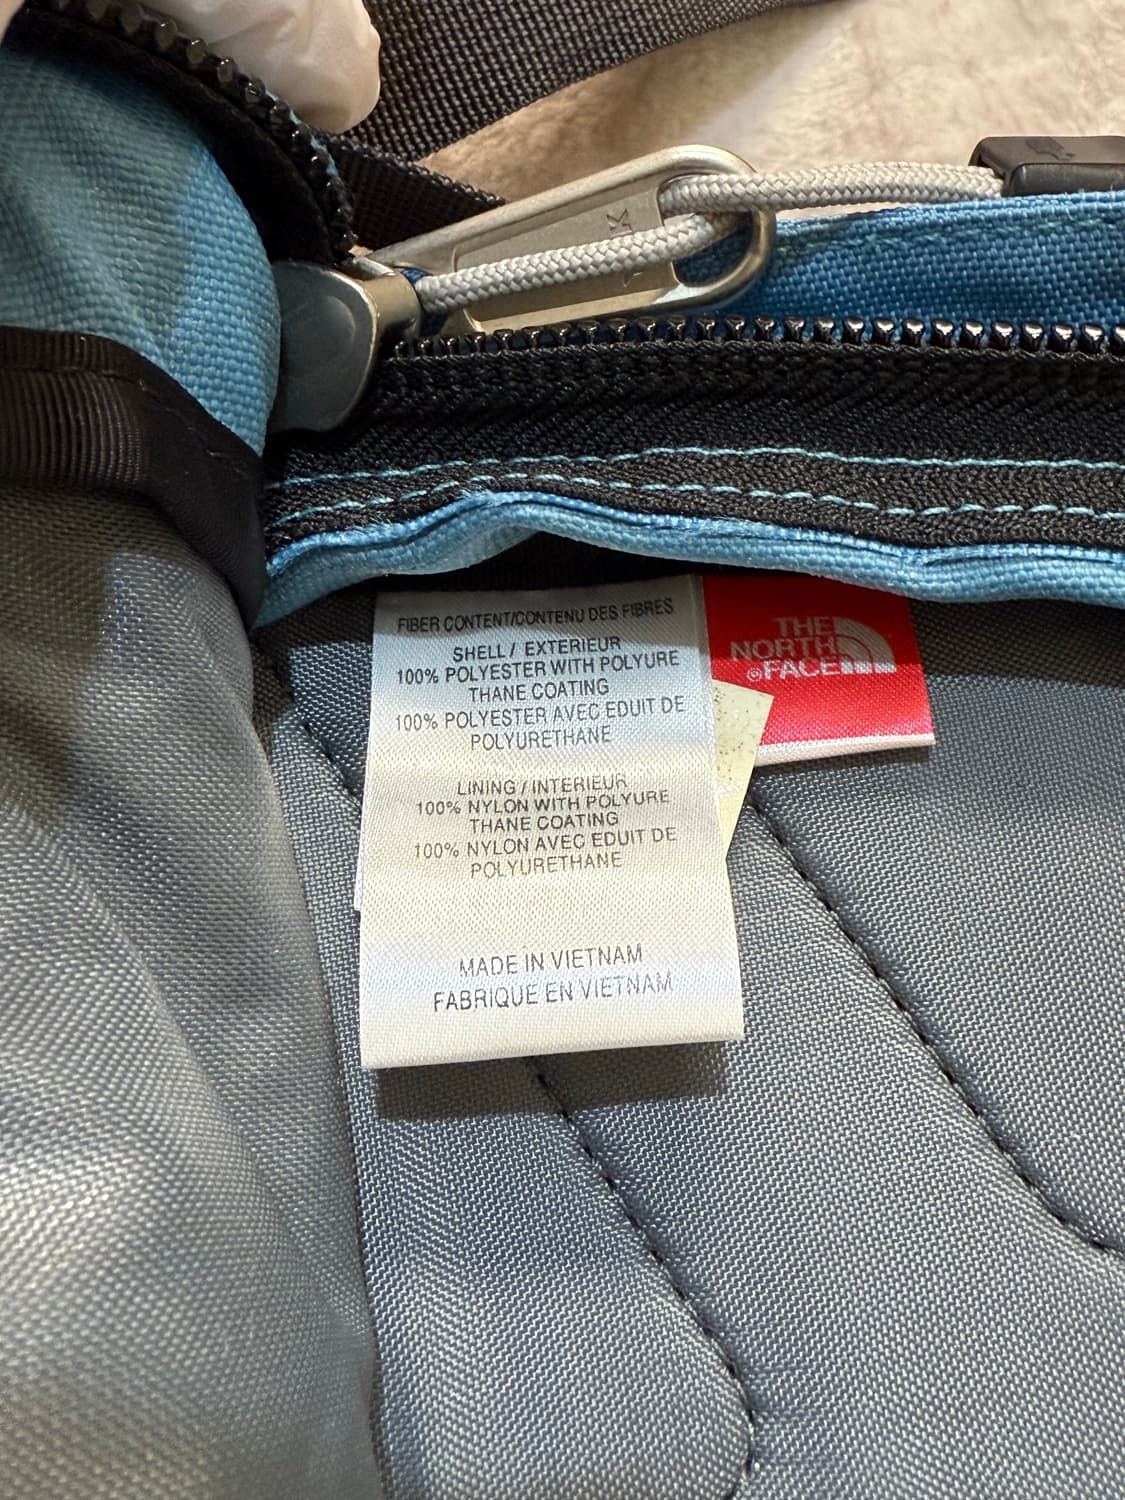 FIBER CONTENT/CONTENU DES FIBRES
SHELL / EXTERIEUR
100% POLYESTER WITH POLYURE
THANE COATING
100% POLYESTER AVEC EDUIT DE
POLYURETHANE
LINING / INTERIEUR
100% NYLON WITH POLYURE
THANE COATING
100% NYLON AVEC EDUIT DE
POLYURETHANE
MADE IN VIETNAM
FABRIQUE EN VIETNAM
THE
NORTH
FACE